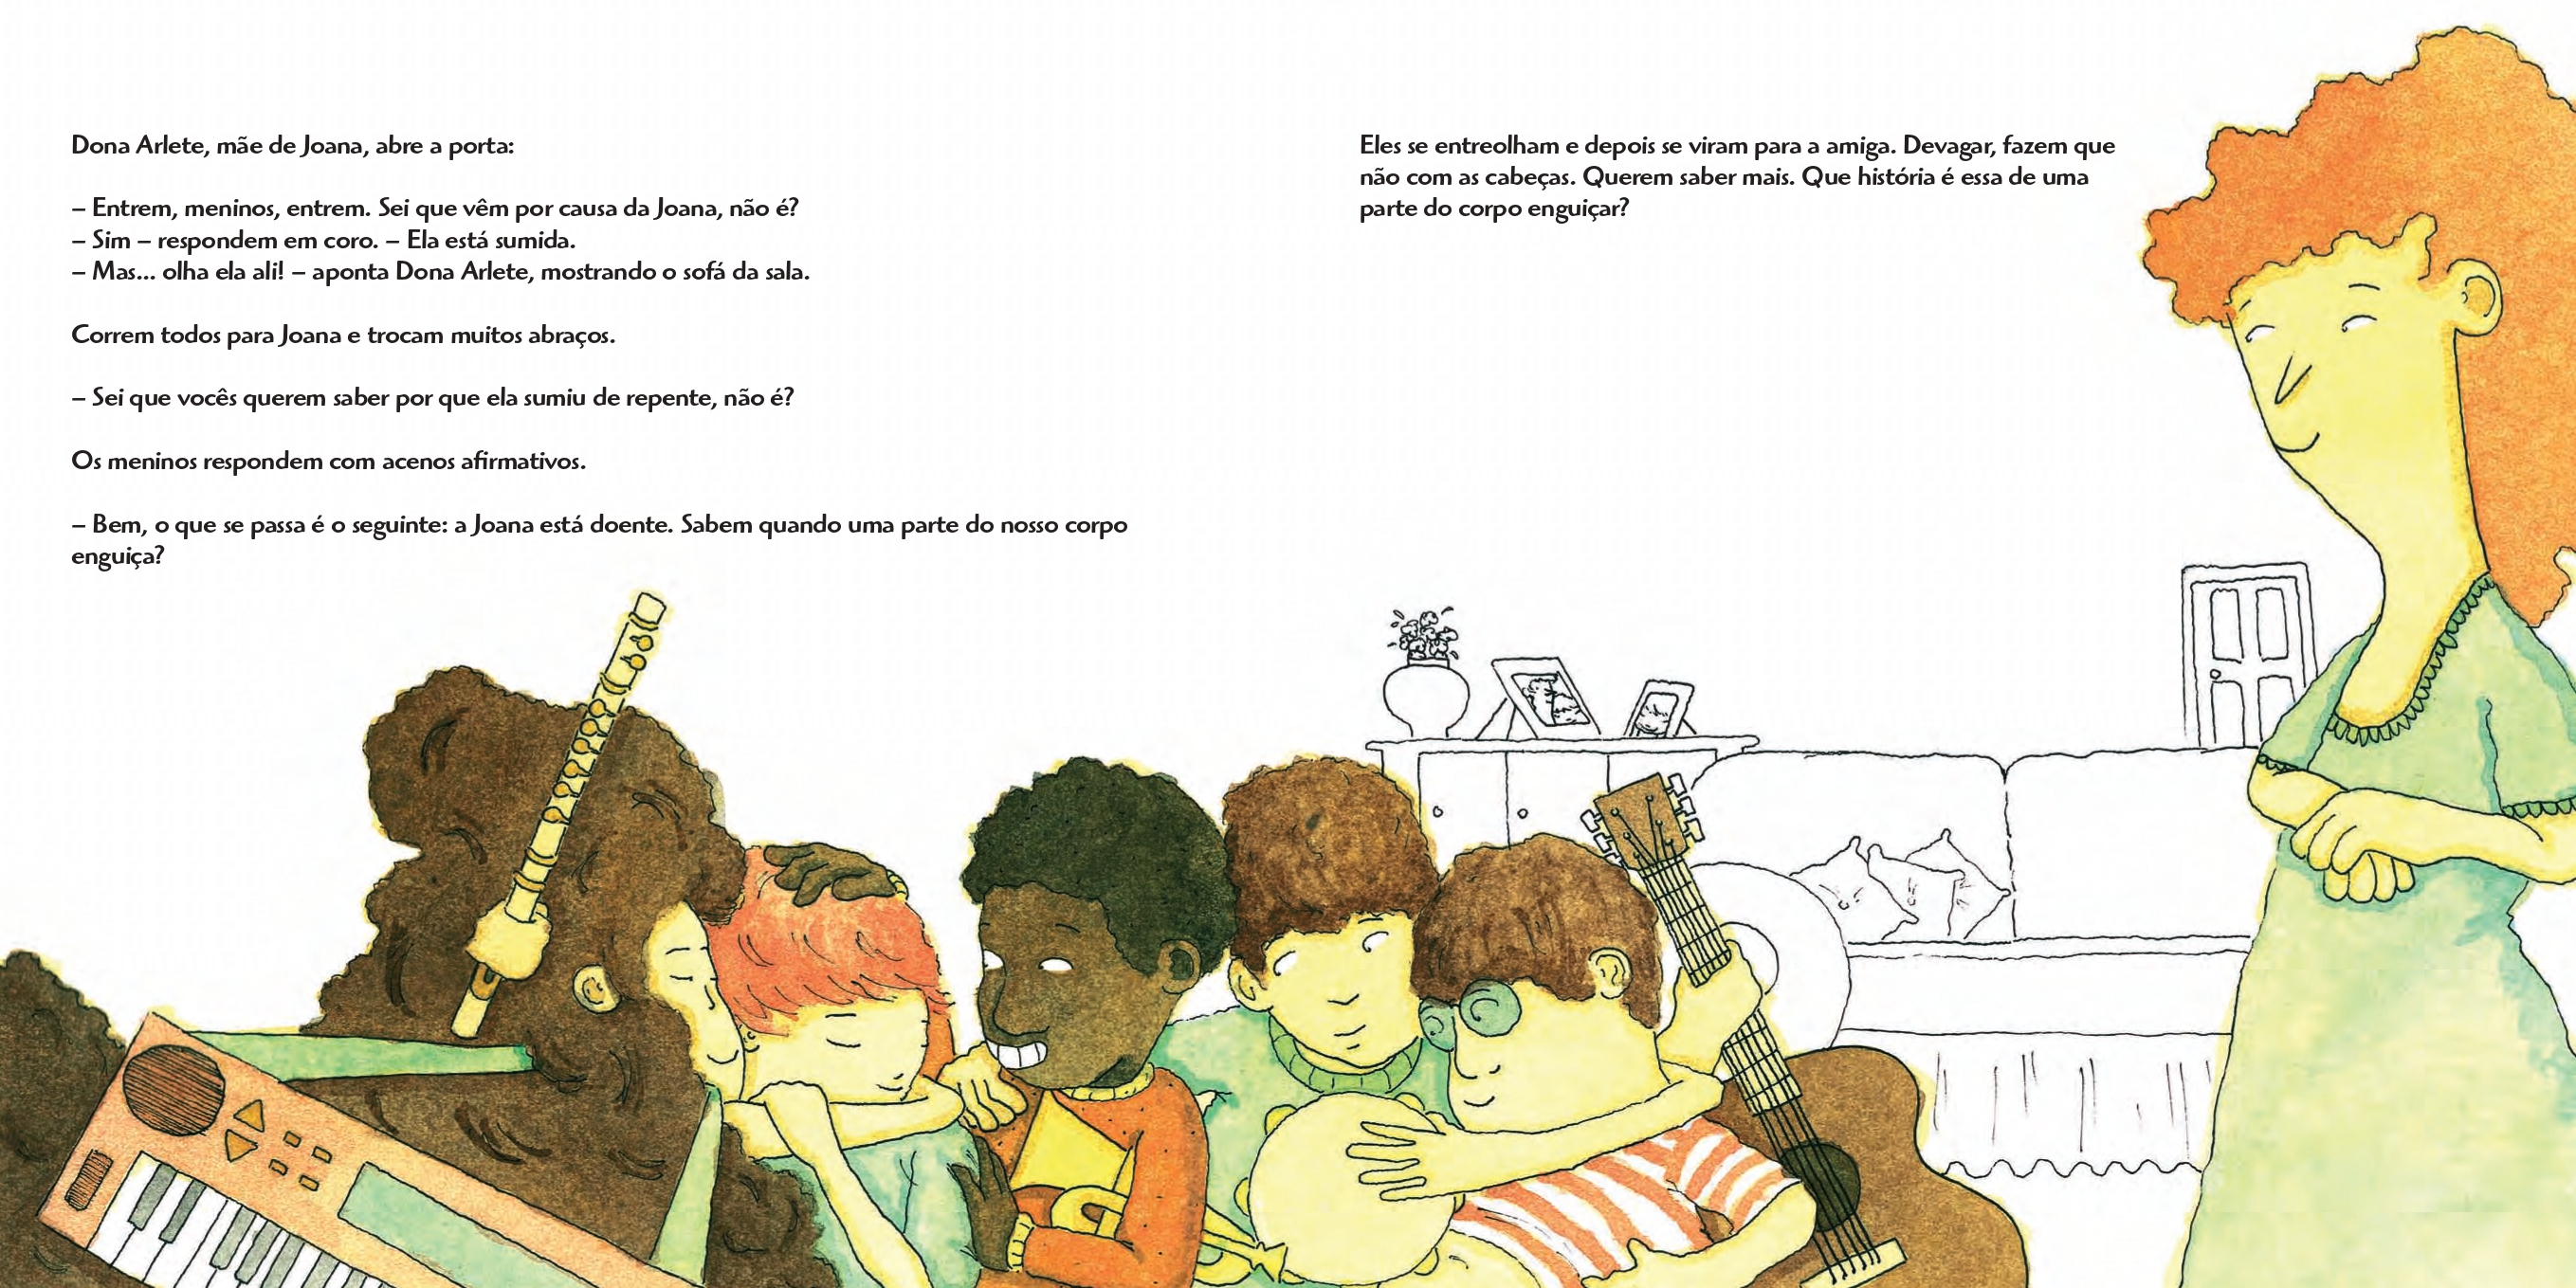 Dona Arlete, mãe de Joana, abre a porta:
– Entrem, meninos, entrem. Sei que vêm por causa da Joana, não é?
– Sim – respondem em coro. – Ela está sumida.
– Mas... olha ela ali! – aponta Dona Arlete, mostrando o sofá da sala.
Correm todos para Joana e trocam muitos abraços.
– Sei que vocês querem saber por que ela sumiu de repente, não é?
Os meninos respondem com acenos afirmativos.
– Bem, o que se passa é o seguinte: a Joana está doente. Sabem quando uma parte do nosso corpo
enguiça?
Eles se entreolham e depois se viram para a amiga. Devagar, fazem que
não com as cabeças. Querem saber mais. Que história é essa de uma
parte do corpo enguiçar?